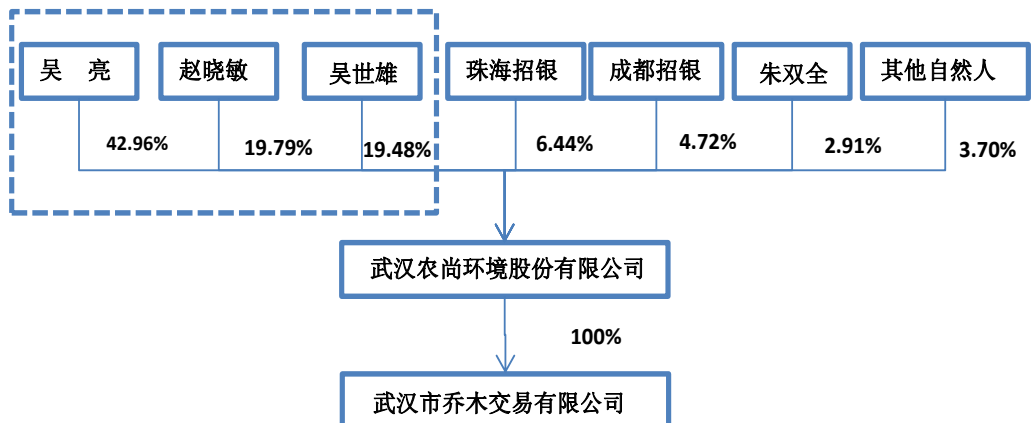 吴 亮
赵晓敏
吴世雄
珠海招银
成都招银
朱双全
其他自然人
42.96%
19.79%
19.48%
6.44%
4.72%
2.91%
3.70%
武汉农尚环境股份有限公司
100%
武汉市乔木交易有限公司